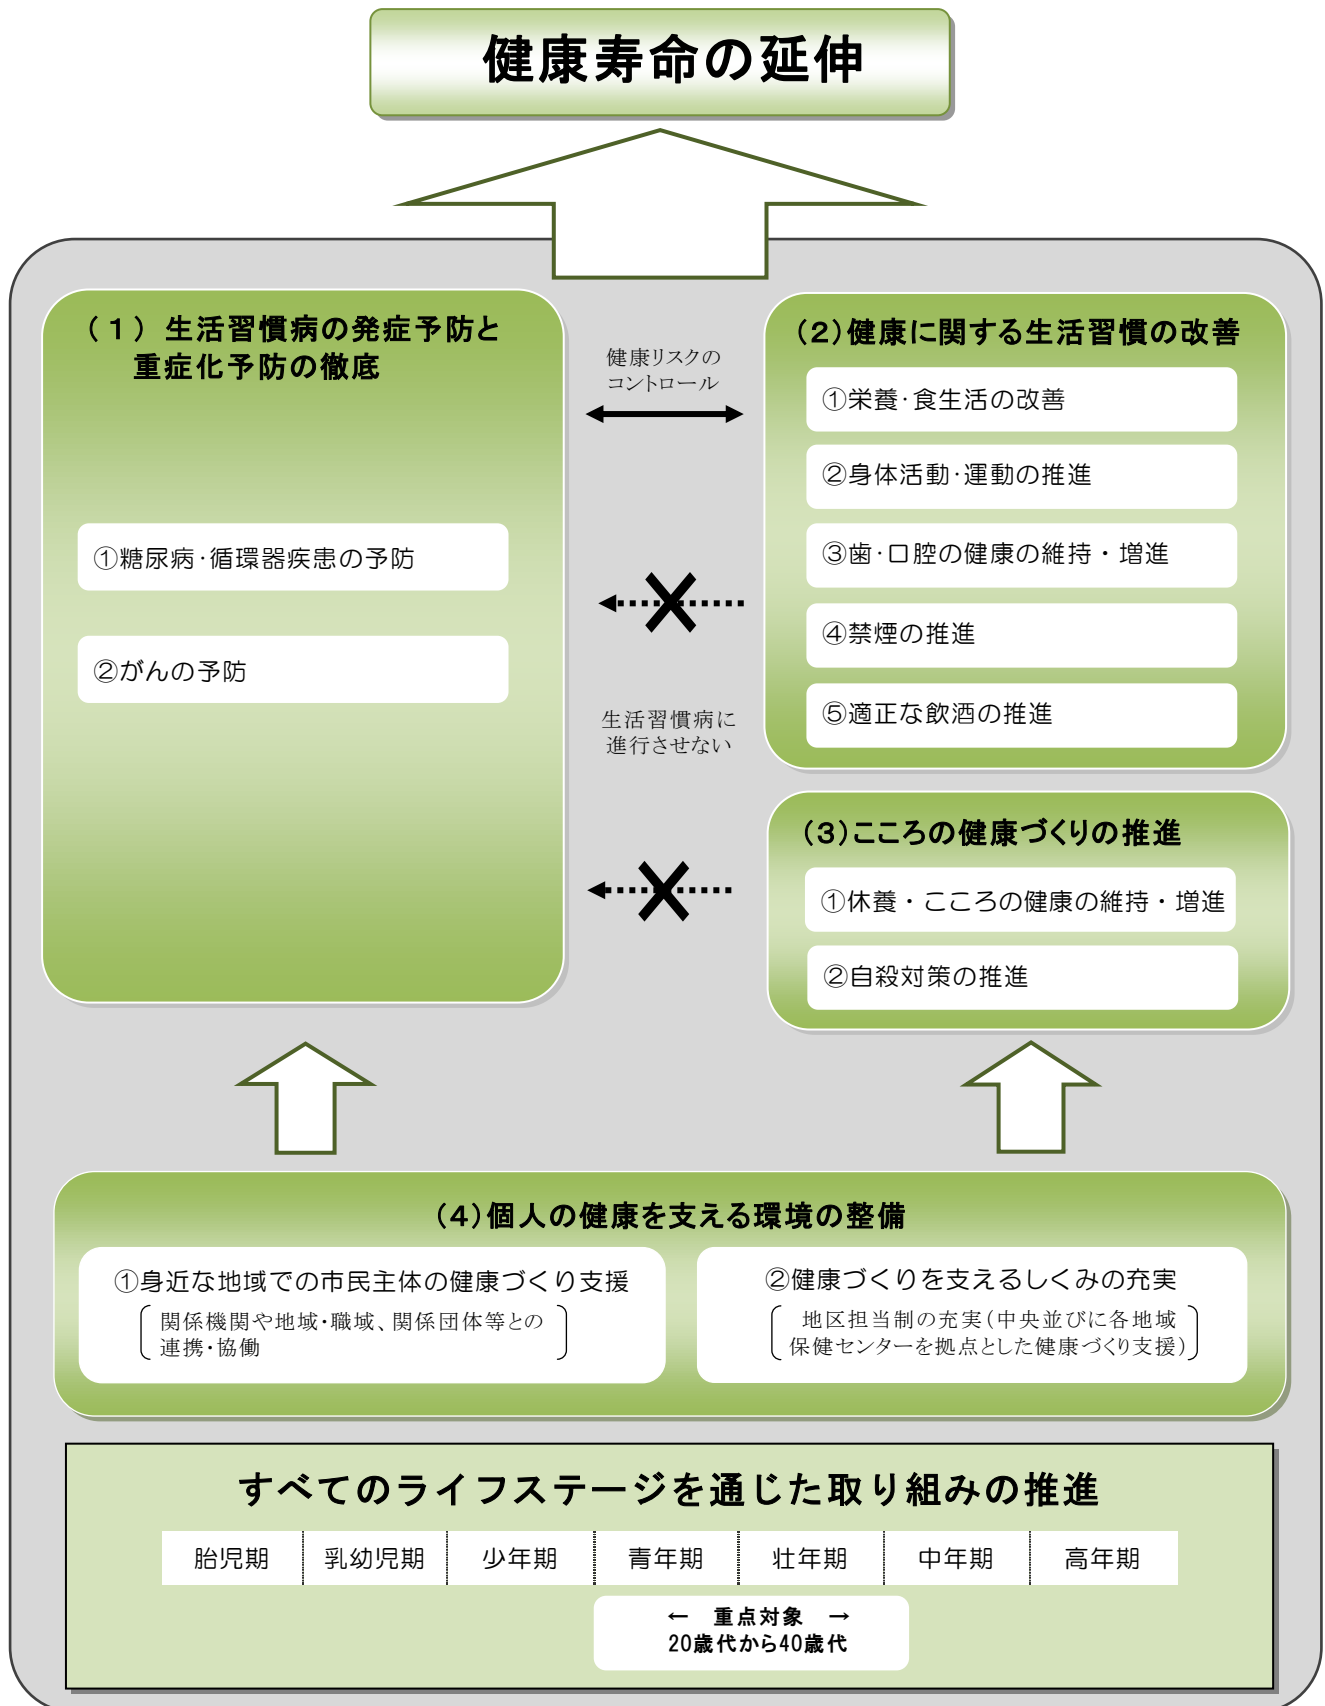 健康寿命の延伸
（１）生活習慣病の発症予防と
重症化予防の徹底
①糖尿病･循環器疾患の予防
②がんの予防
健康リスクの
コントロール
生活習慣病に
進行させない
(２)健康に関する生活習慣の改善
①栄養･食生活の改善
②身体活動･運動の推進
③歯･口腔の健康の維持・増進
④禁煙の推進
⑤適正な飲酒の推進
(３)こころの健康づくりの推進
①休養・こころの健康の維持・増進
②自殺対策の推進
(４)個人の健康を支える環境の整備
①身近な地域での市民主体の健康づくり支援
関係機関や地域･職域、関係団体等との
連携･協働
②健康づくりを支えるしくみの充実
地区担当制の充実(中央並びに各地域
保健センターを拠点とした健康づくり支援)
すべてのライフステージを通じた取り組みの推進
胎児期 乳幼児期 少年期 青年期 壮年期 中年期 高年期
← 重点対象 →
20歳代から40歳代